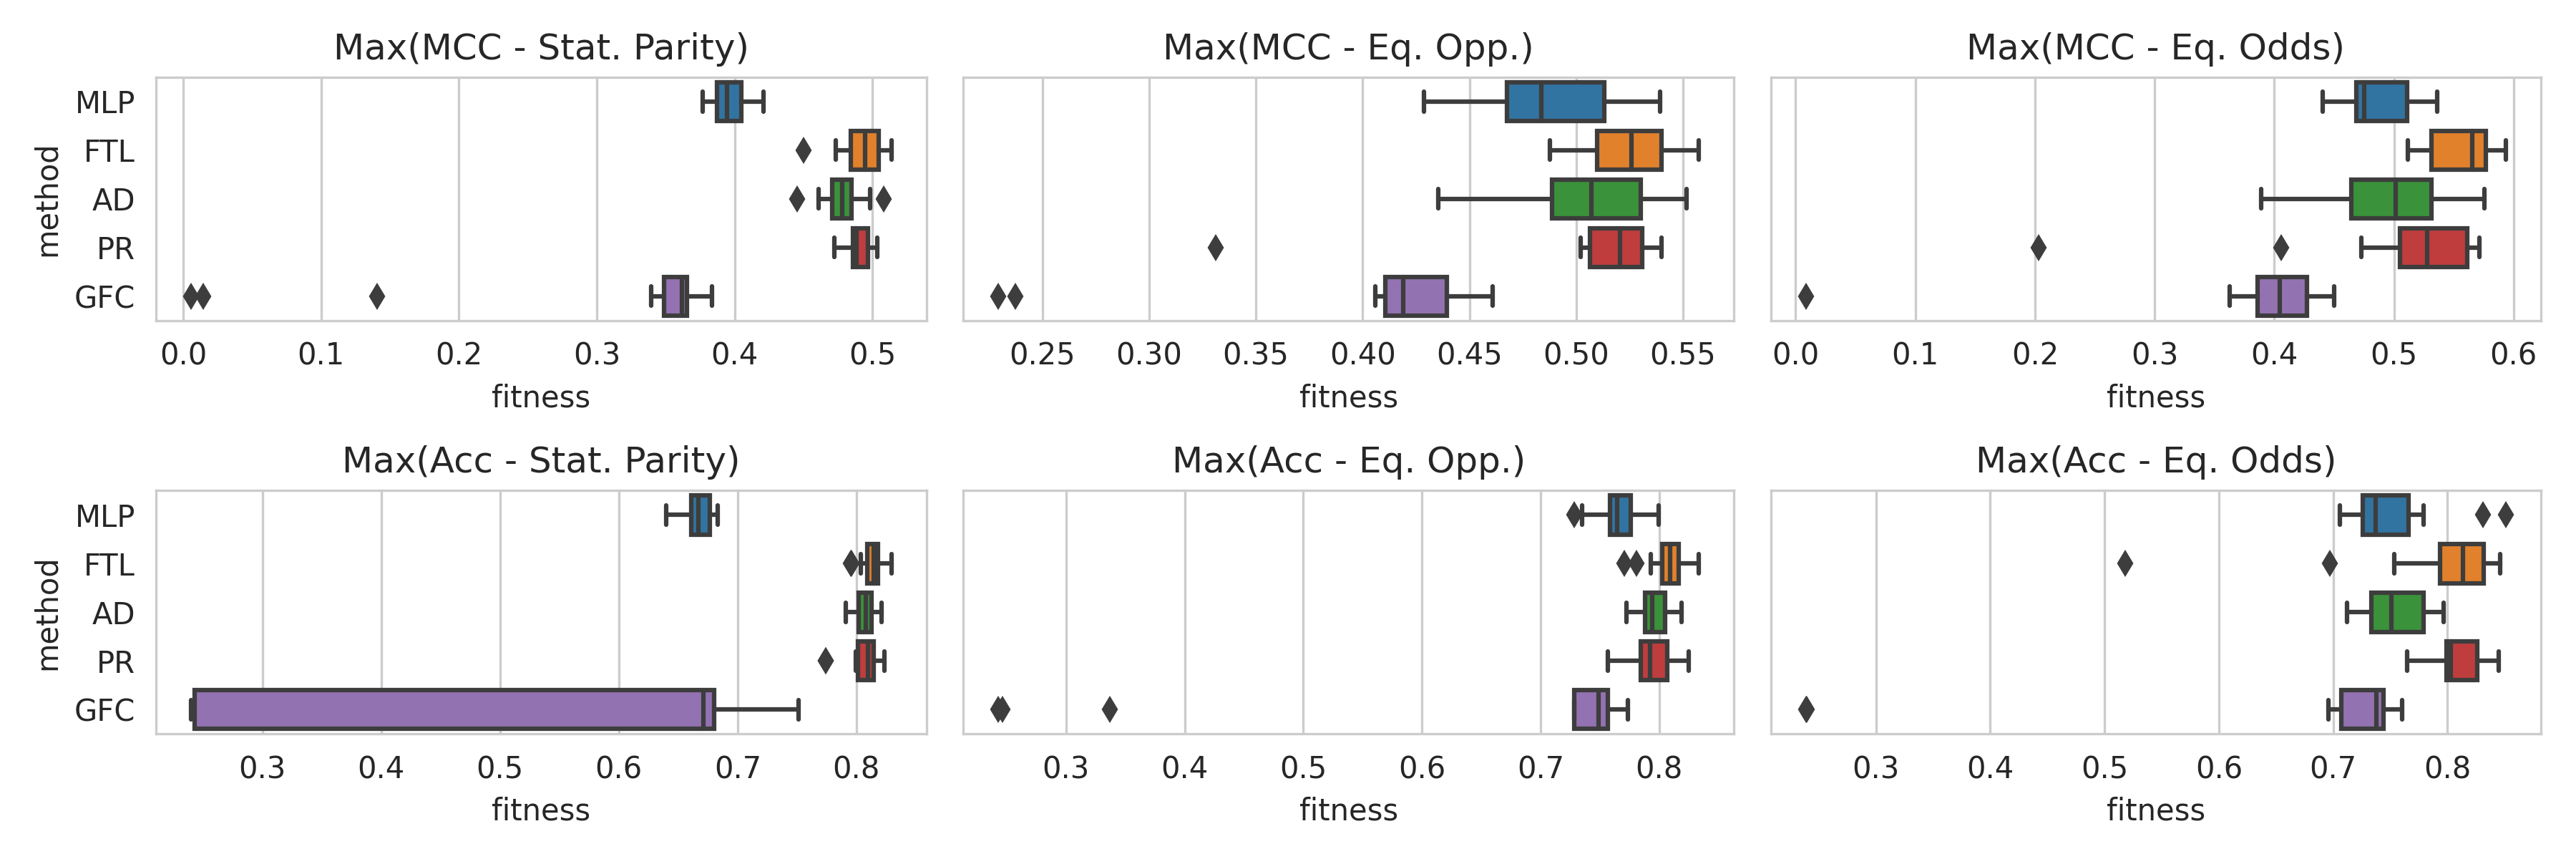 Max(MCC - Stat. Parity)
Max(MCC - Eq. Opp.)
Max(MCC - Eq. Odds)
method
MLP
FTL
AD
PR
GFC
0.0 0.1 0.2 0.3 0.4 0.5
0.25 0.30 0.35 0.40 0.45 0.50 0.55
0.0 0.1 0.2 0.3 0.4 0.5 0.6
fitness
fitness
fitness
Max(Acc - Stat. Parity)
Max(Acc - Eq. Opp.)
Max(Acc - Eq. Odds)
method
MLP
FTL
AD
PR
GFC
0.3 0.4 0.5 0.6 0.7 0.8
0.3 0.4 0.5 0.6 0.7 0.8
0.3 0.4 0.5 0.6 0.7 0.8
fitness
fitness
fitness